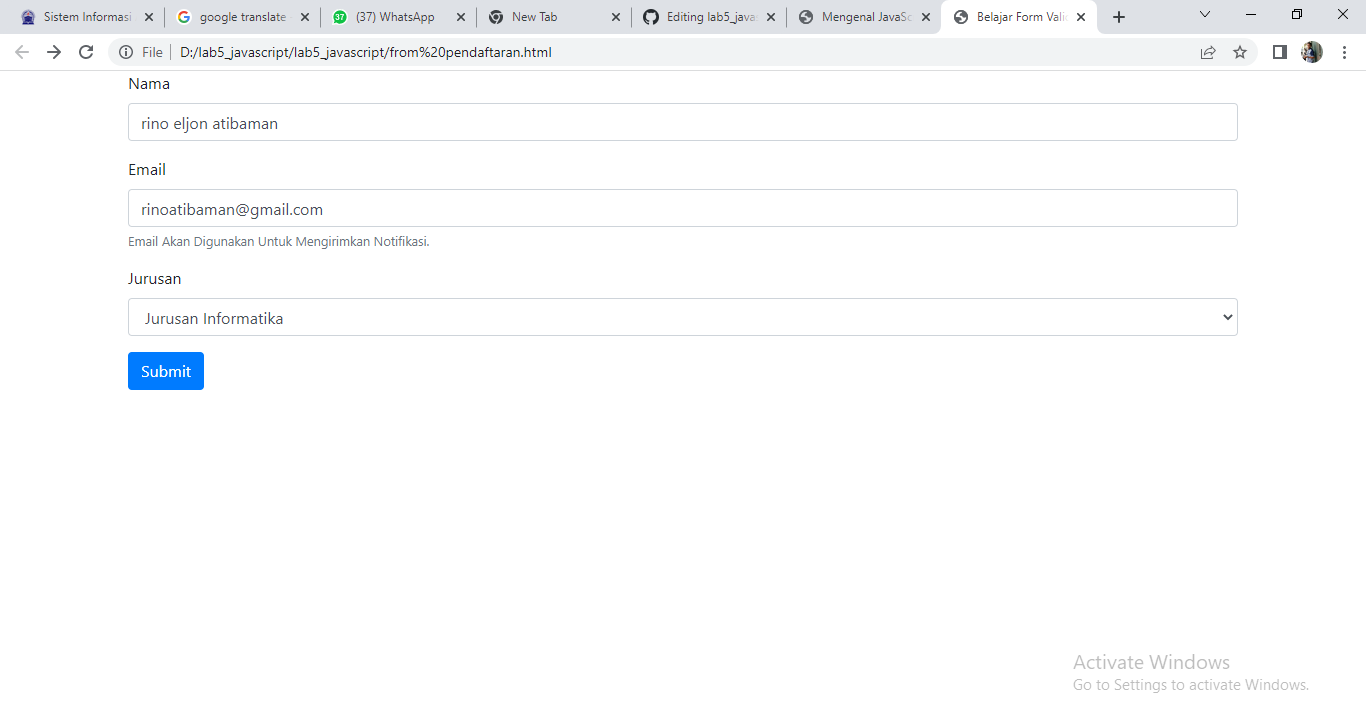 Sistem Informasi
google translate
(37) WhatsApp
New Tab
Editing lab5_javas
Mengenal JavaSc
Belajar Form Vali
File
D:/lab5_javascript/lab5_javascript/from%20pendaftaran.html
Nama
rino eljon atibaman
Email
rinoatibaman@gmail.com
Email Akan Digunakan Untuk Mengirimkan Notifikasi.
Jurusan
Jurusan Informatika
Submit
Activate Windows
Go to Settings to activate Windows.